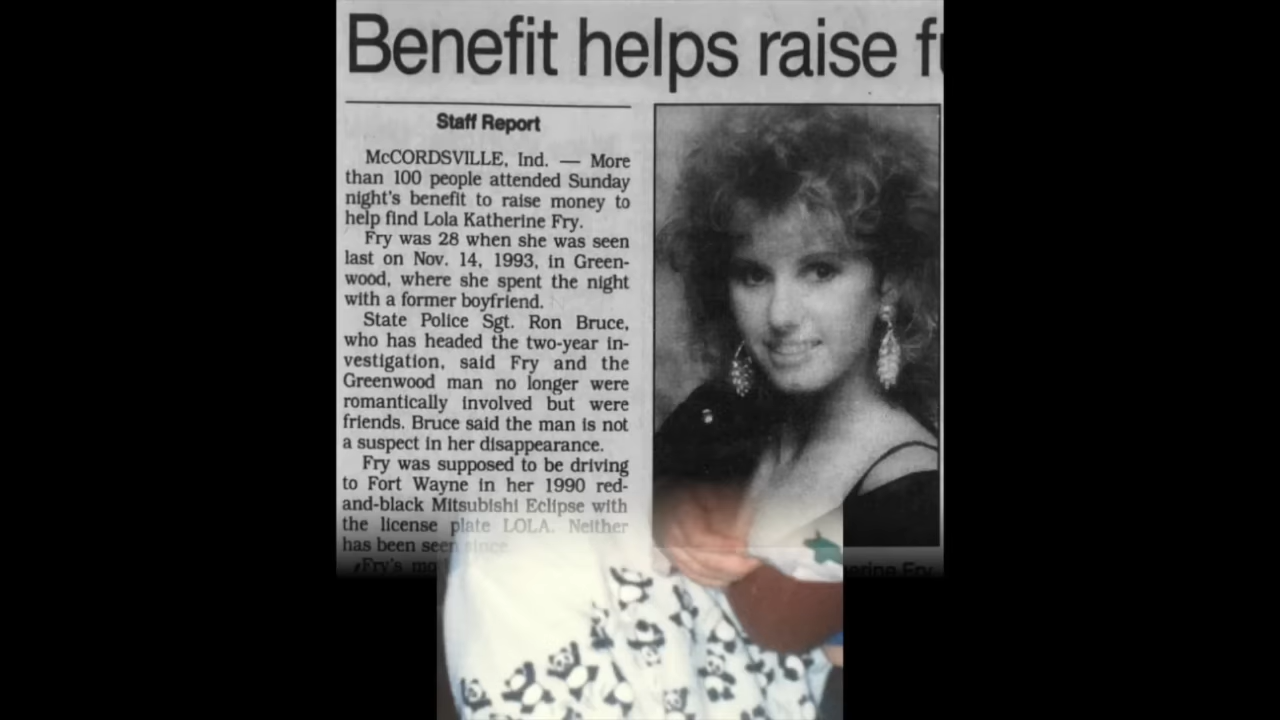 Benefit helps raise
Staff Report
McCORDSVILLE, Ind. — More
than 100 people attended Sunday
night's benefit to raise money to
help find Lola Katherine Fry.
Fry was 28 when she was seen
last on Nov. 14, 1993, in Green-
wood, where she spent the night
with a former boyfriend.
State Police Sgt. Ron Bruce,
who has headed the two-year in-
vestigation, said Fry and the
Greenwood man no longer were
romantically involved but were
friends. Bruce said the man is not
a suspect in her disappearance.
Fry was supposed to be driving
to Fort Wayne in her 1990 red-
and-black Mitsubishi Eclipse with
the license plate LOLA. Neither
has been seen since.
Fry's
Fry